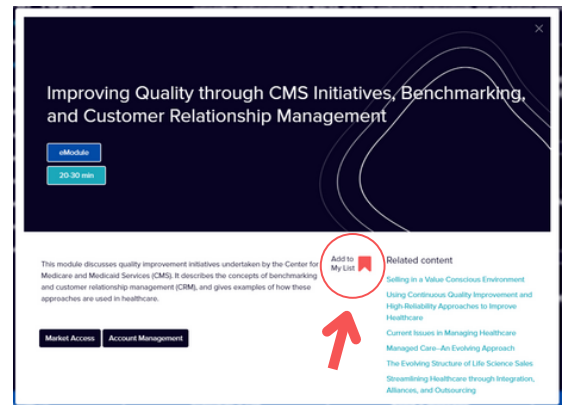 Improving Quality through CMS Initiatives, Benchmarking,
and Customer Relationship Management
eModule
20-30 min
This module discusses quality improvement initiatives undertaken by the Center for
Medicare and Medicaid Services (CMS). It describes the concepts of benchmarking
and customer relationship management (CRM), and gives examples of how these
approaches are used in healthcare.
Market Access
Account Management
Add to
My List
Related content
Selling in a Value Conscious Environment
Using Continuous Quality Improvement and
High-Reliability Approaches to Improve
Healthcare
Current Issues in Managing Healthcare
Managed Care--An Evolving Approach
The Evolving Structure of Life Science Sales
Streamlining Healthcare through Integration,
Alliances, and Outsourcing